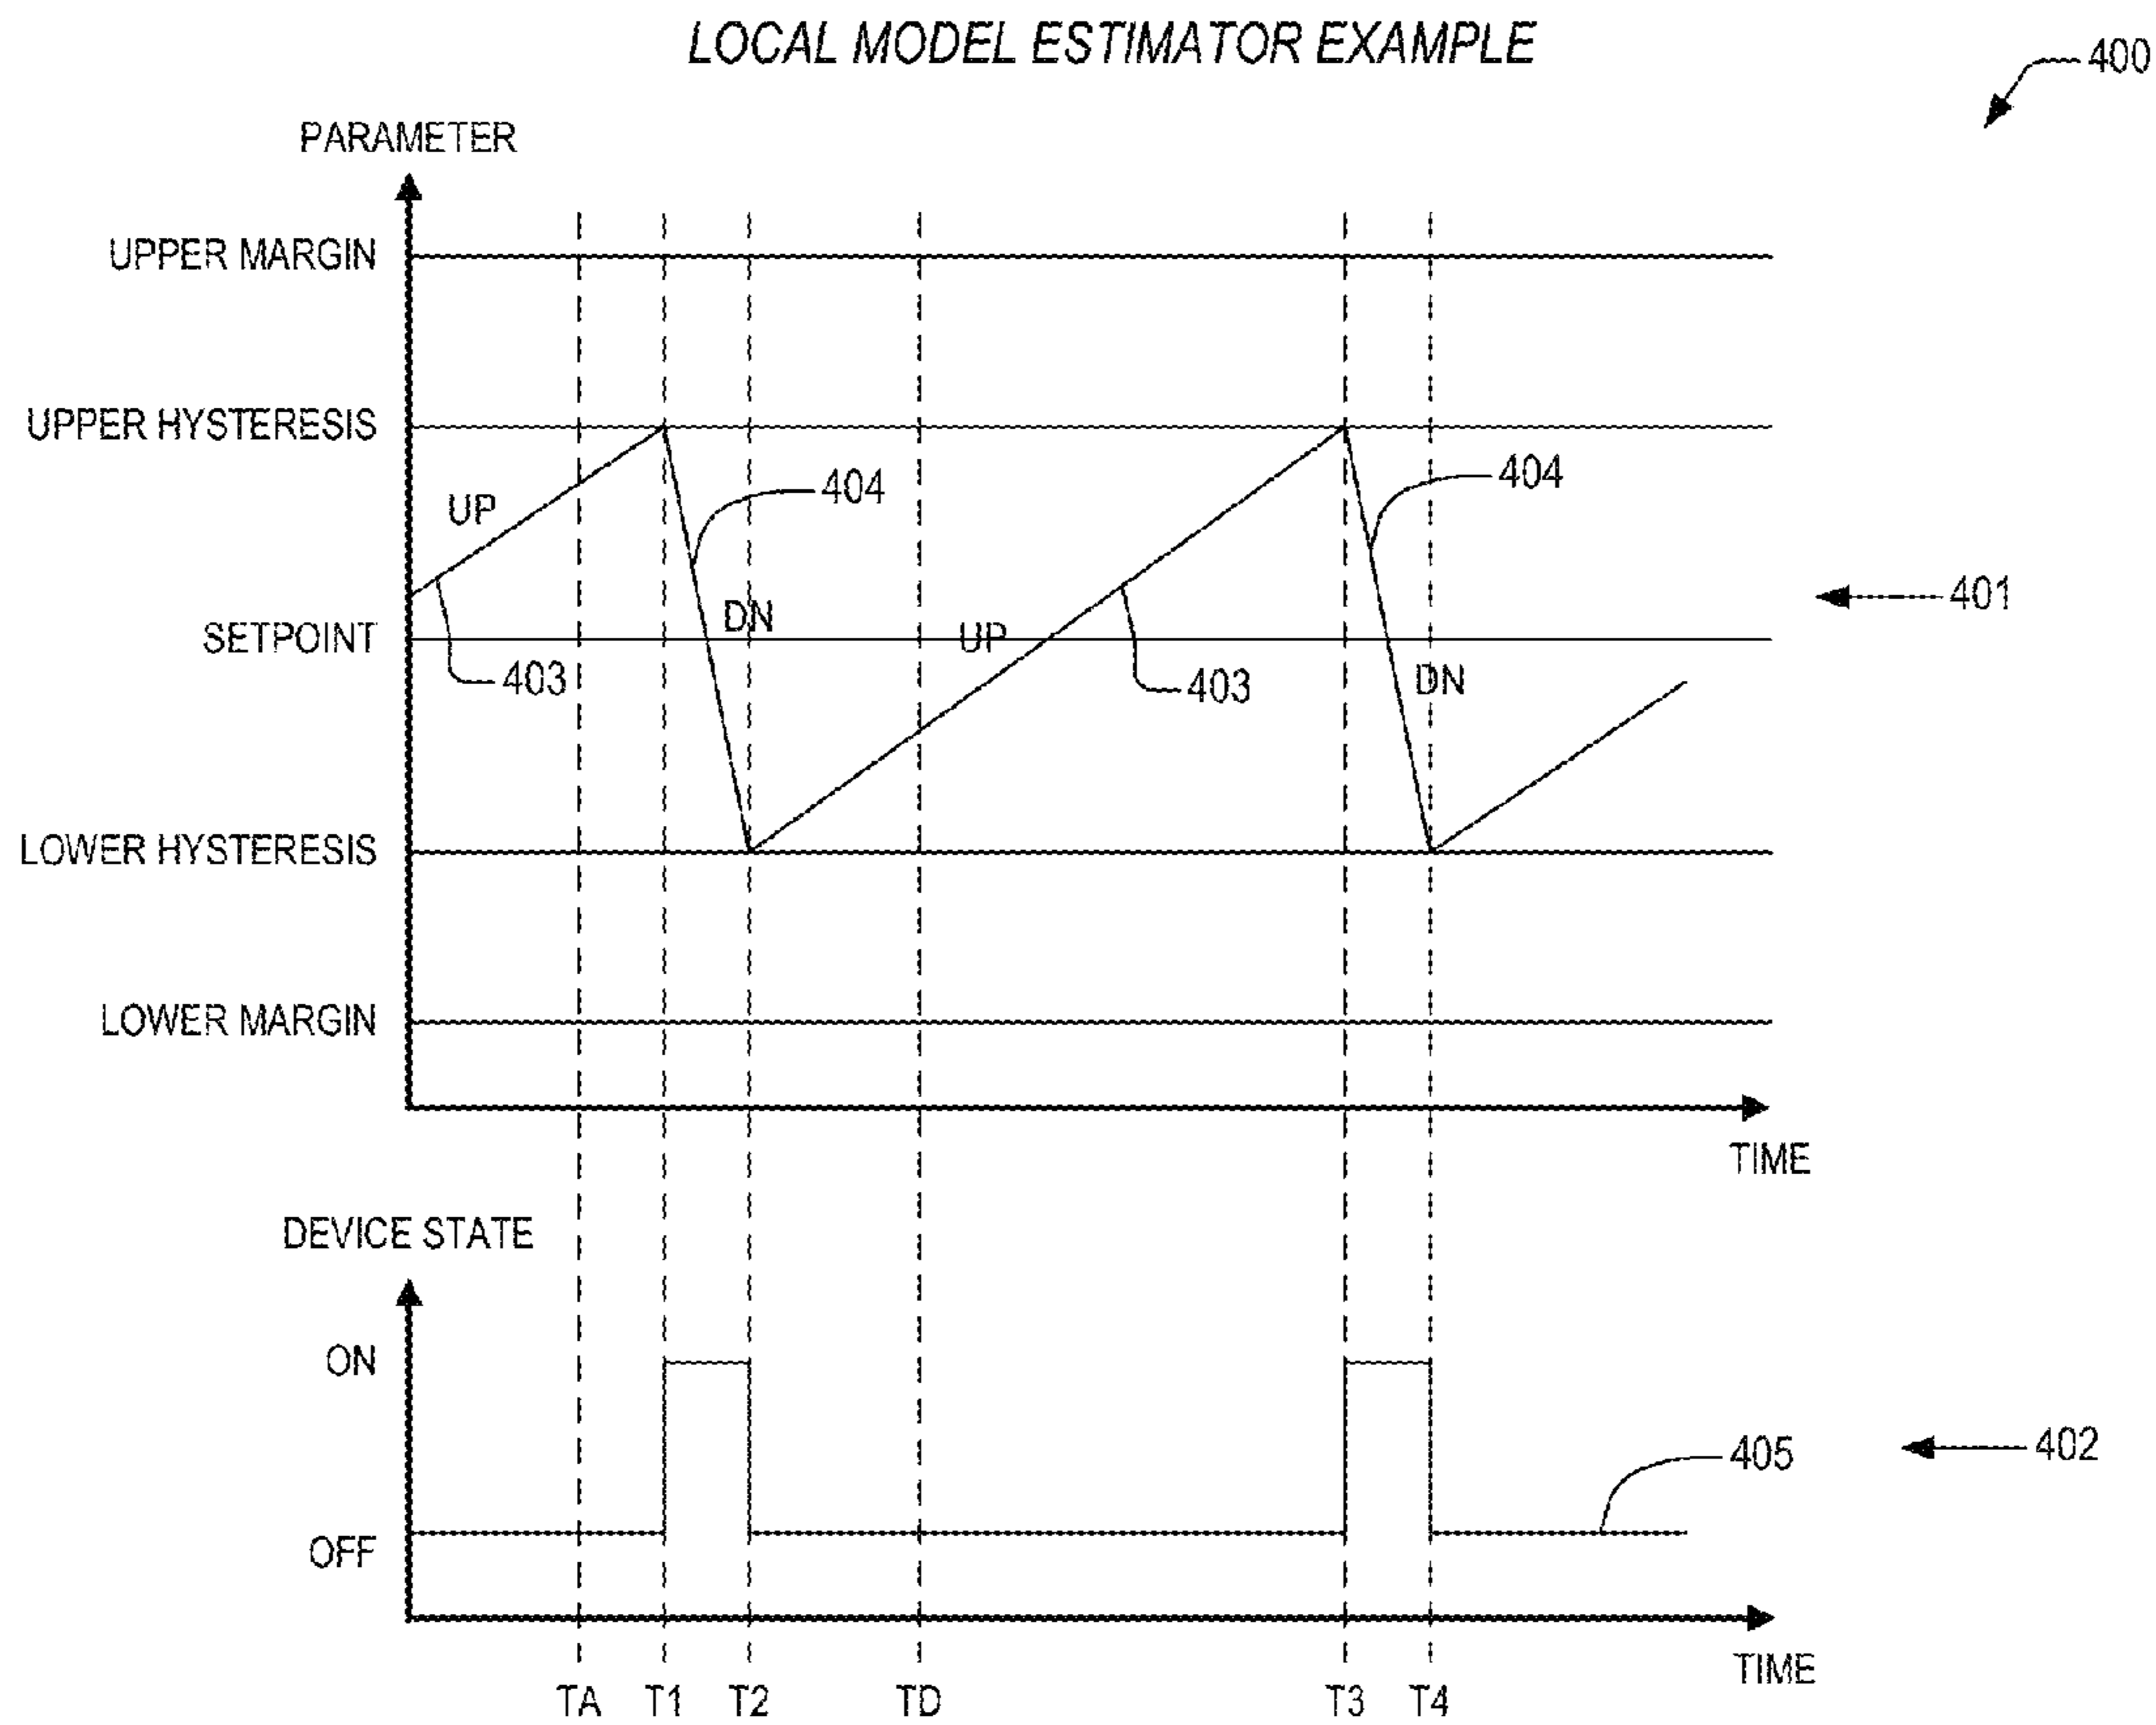 LOCAL MODEL ESTIMATOR EXAMPLE
400
PARAMETER
UPPER MARGIN
UPPER HYSTERESIS
404
404
UP
401
DN
SETPOINT
UP
403
403
DN
LOWER HYSTERESIS
LOWER MARGIN
TIME
DEVICE STATE
ON
402
405
OFF
TIME
TA T1 T2 TD T3 T4